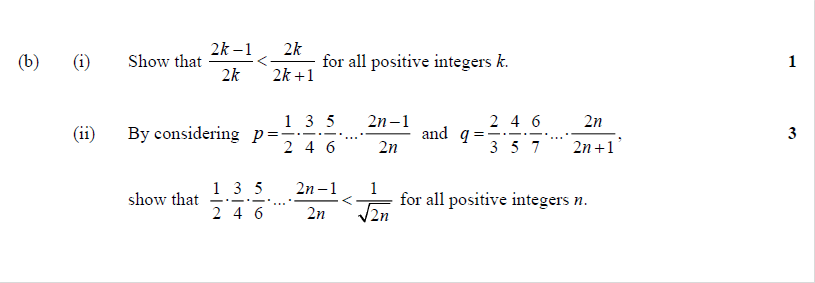 (b) (i) Show that (2k − 1)/(2k) < (2k)/(2k + 1) for all positive integers k. 1
(ii) By considering p = 1/2 · 3/4 · 5/6 · ... · (2n − 1)/(2n) and q = 2/3 · 4/5 · 6/7 · ... · (2n)/(2n + 1), 3
show that 1/2 · 3/4 · 5/6 · ... · (2n − 1)/(2n) < 1/√(2n) for all positive integers n.